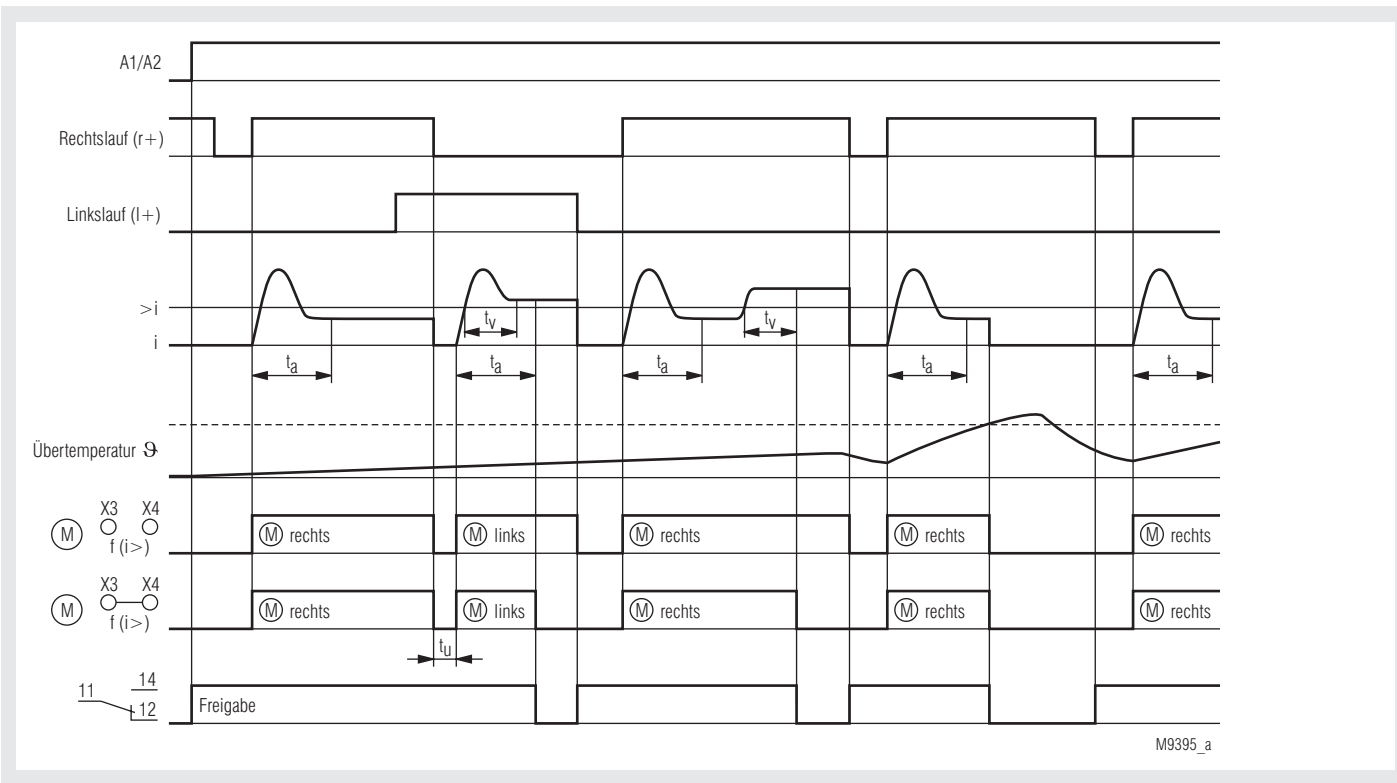 A1/A2
Rechtslauf (r+)
Linkslauf (l+)
>i
i
ta
tv
ta
ta
tv
ta
ta
Übertemperatur ϑ
M
X3 X4
f (i>)
M rechts
M links
M rechts
M rechts
M rechts
M
X3 X4
f (i>)
M rechts
M links
M rechts
M rechts
M rechts
tu
11
14
12
Freigabe
M9395_a